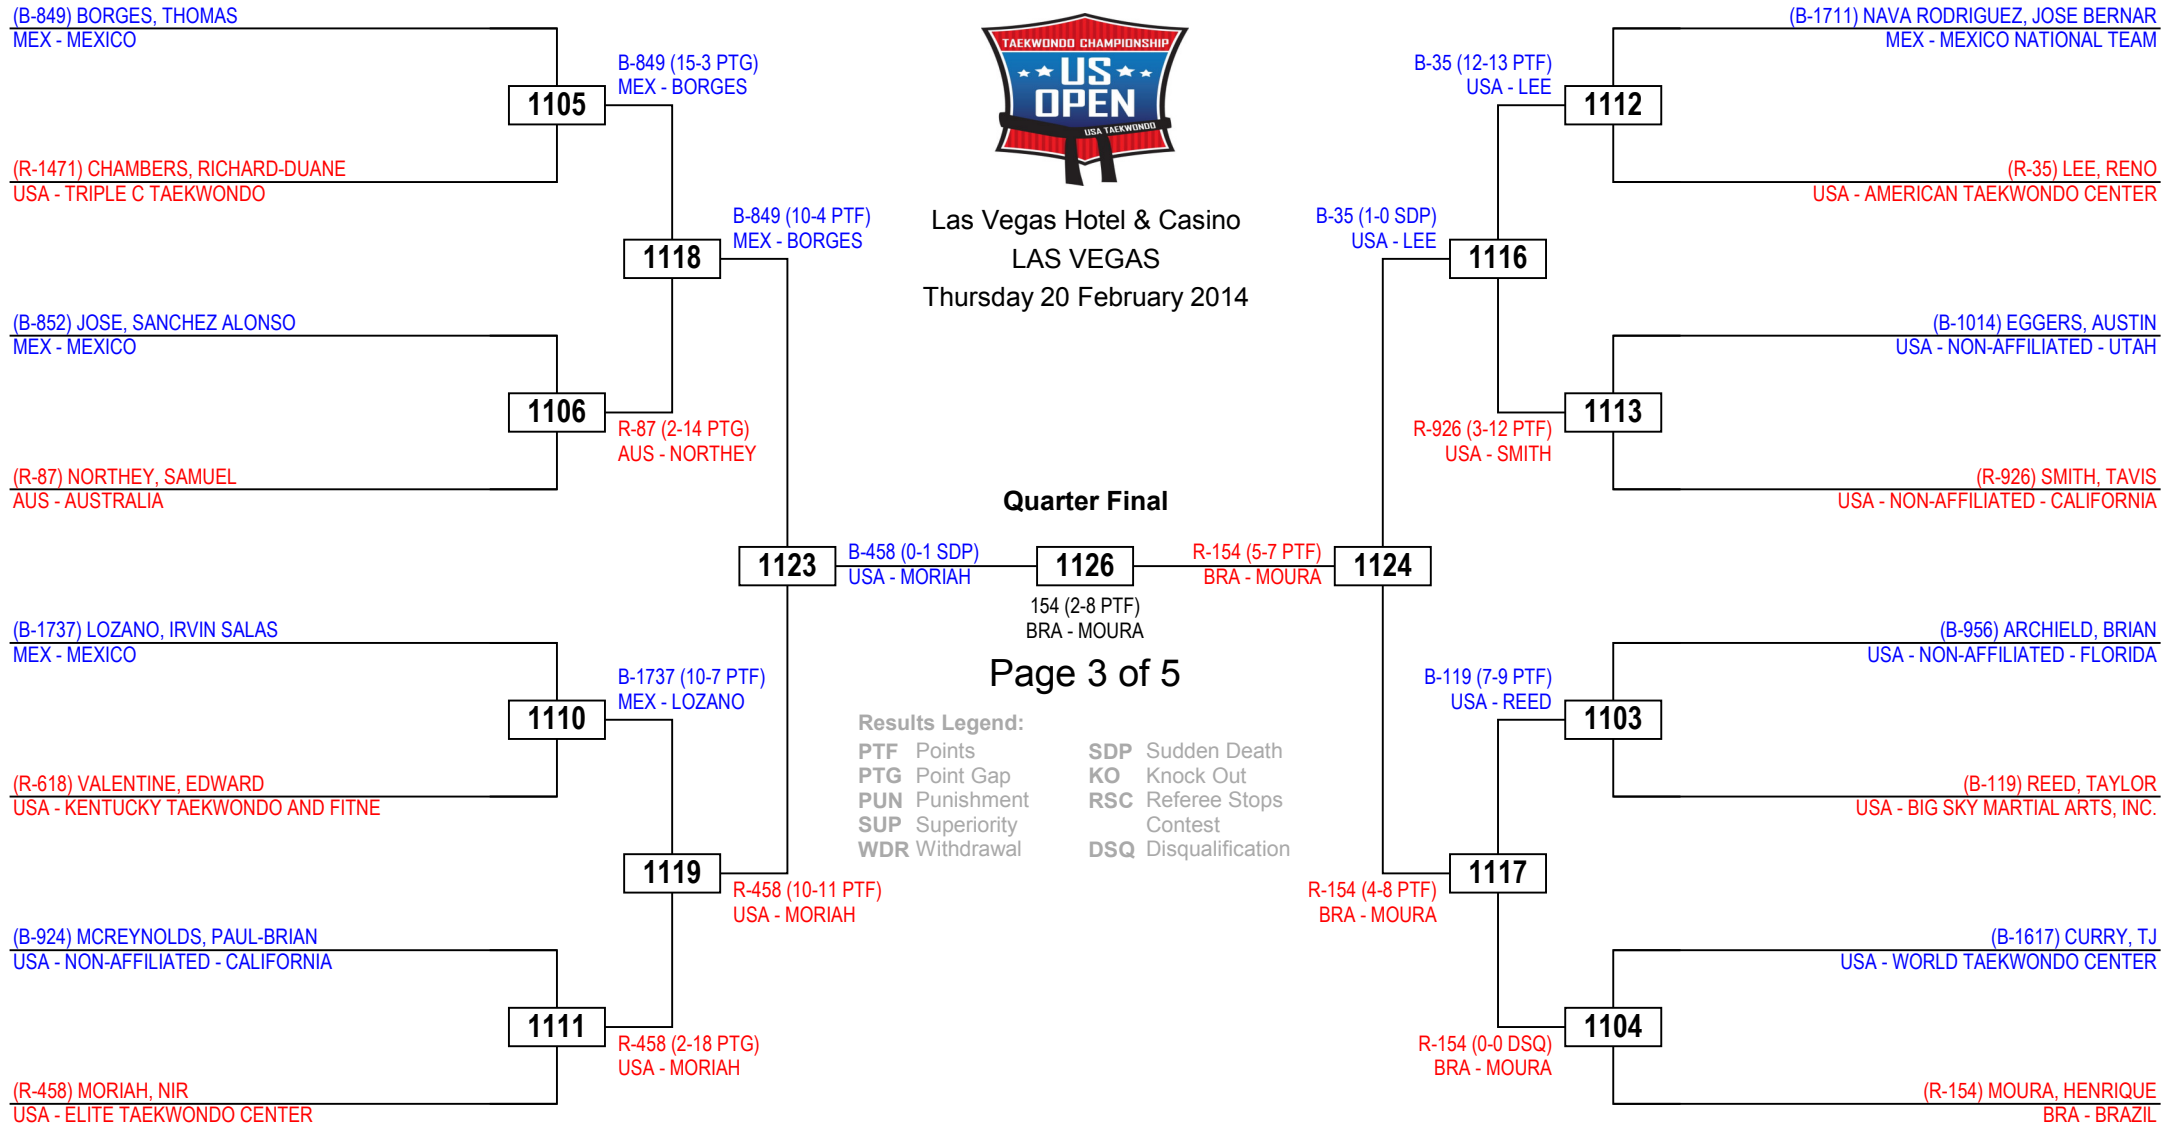 (B-849) BORGES, THOMAS
MEX - MEXICO
1105
B-849 (15-3 PTG)
MEX - BORGES
(R-1471) CHAMBERS, RICHARD-DUANE
USA - TRIPLE C TAEKWONDO
1118
B-849 (10-4 PTF)
MEX - BORGES
(B-852) JOSE, SANCHEZ ALONSO
MEX - MEXICO
1106
R-87 (2-14 PTG)
AUS - NORTHEY
(R-87) NORTHEY, SAMUEL
AUS - AUSTRALIA
1123
B-458 (0-1 SDP)
USA - MORIAH
(B-1737) LOZANO, IRVIN SALAS
MEX - MEXICO
1110
B-1737 (10-7 PTF)
MEX - LOZANO
(R-618) VALENTINE, EDWARD
USA - KENTUCKY TAEKWONDO AND FITNE
1119
R-458 (10-11 PTF)
USA - MORIAH
(B-924) MCREYNOLDS, PAUL-BRIAN
USA - NON-AFFILIATED - CALIFORNIA
1111
R-458 (2-18 PTG)
USA - MORIAH
(R-458) MORIAH, NIR
USA - ELITE TAEKWONDO CENTER
TAEKWONDO CHAMPIONSHIP
US
OPEN
USA TAEKWONDO
Las Vegas Hotel & Casino
LAS VEGAS
Thursday 20 February 2014
Quarter Final
1126
154 (2-8 PTF)
BRA - MOURA
Page 3 of 5
Results Legend:
PTF Points SDP Sudden Death
PTG Point Gap KO Knock Out
PUN Punishment RSC Referee Stops
SUP Superiority Contest
WDR Withdrawal DSQ Disqualification
(B-1711) NAVA RODRIGUEZ, JOSE BERNAR
MEX - MEXICO NATIONAL TEAM
B-35 (12-13 PTF)
USA - LEE
1112
(R-35) LEE, RENO
USA - AMERICAN TAEKWONDO CENTER
B-35 (1-0 SDP)
USA - LEE
1116
(B-1014) EGGERS, AUSTIN
USA - NON-AFFILIATED - UTAH
1113
R-926 (3-12 PTF)
USA - SMITH
(R-926) SMITH, TAVIS
USA - NON-AFFILIATED - CALIFORNIA
R-154 (5-7 PTF)
BRA - MOURA
1124
(B-956) ARCHIELD, BRIAN
USA - NON-AFFILIATED - FLORIDA
B-119 (7-9 PTF)
USA - REED
1103
(B-119) REED, TAYLOR
USA - BIG SKY MARTIAL ARTS, INC.
1117
R-154 (4-8 PTF)
BRA - MOURA
(B-1617) CURRY, TJ
USA - WORLD TAEKWONDO CENTER
1104
R-154 (0-0 DSQ)
BRA - MOURA
(R-154) MOURA, HENRIQUE
BRA - BRAZIL